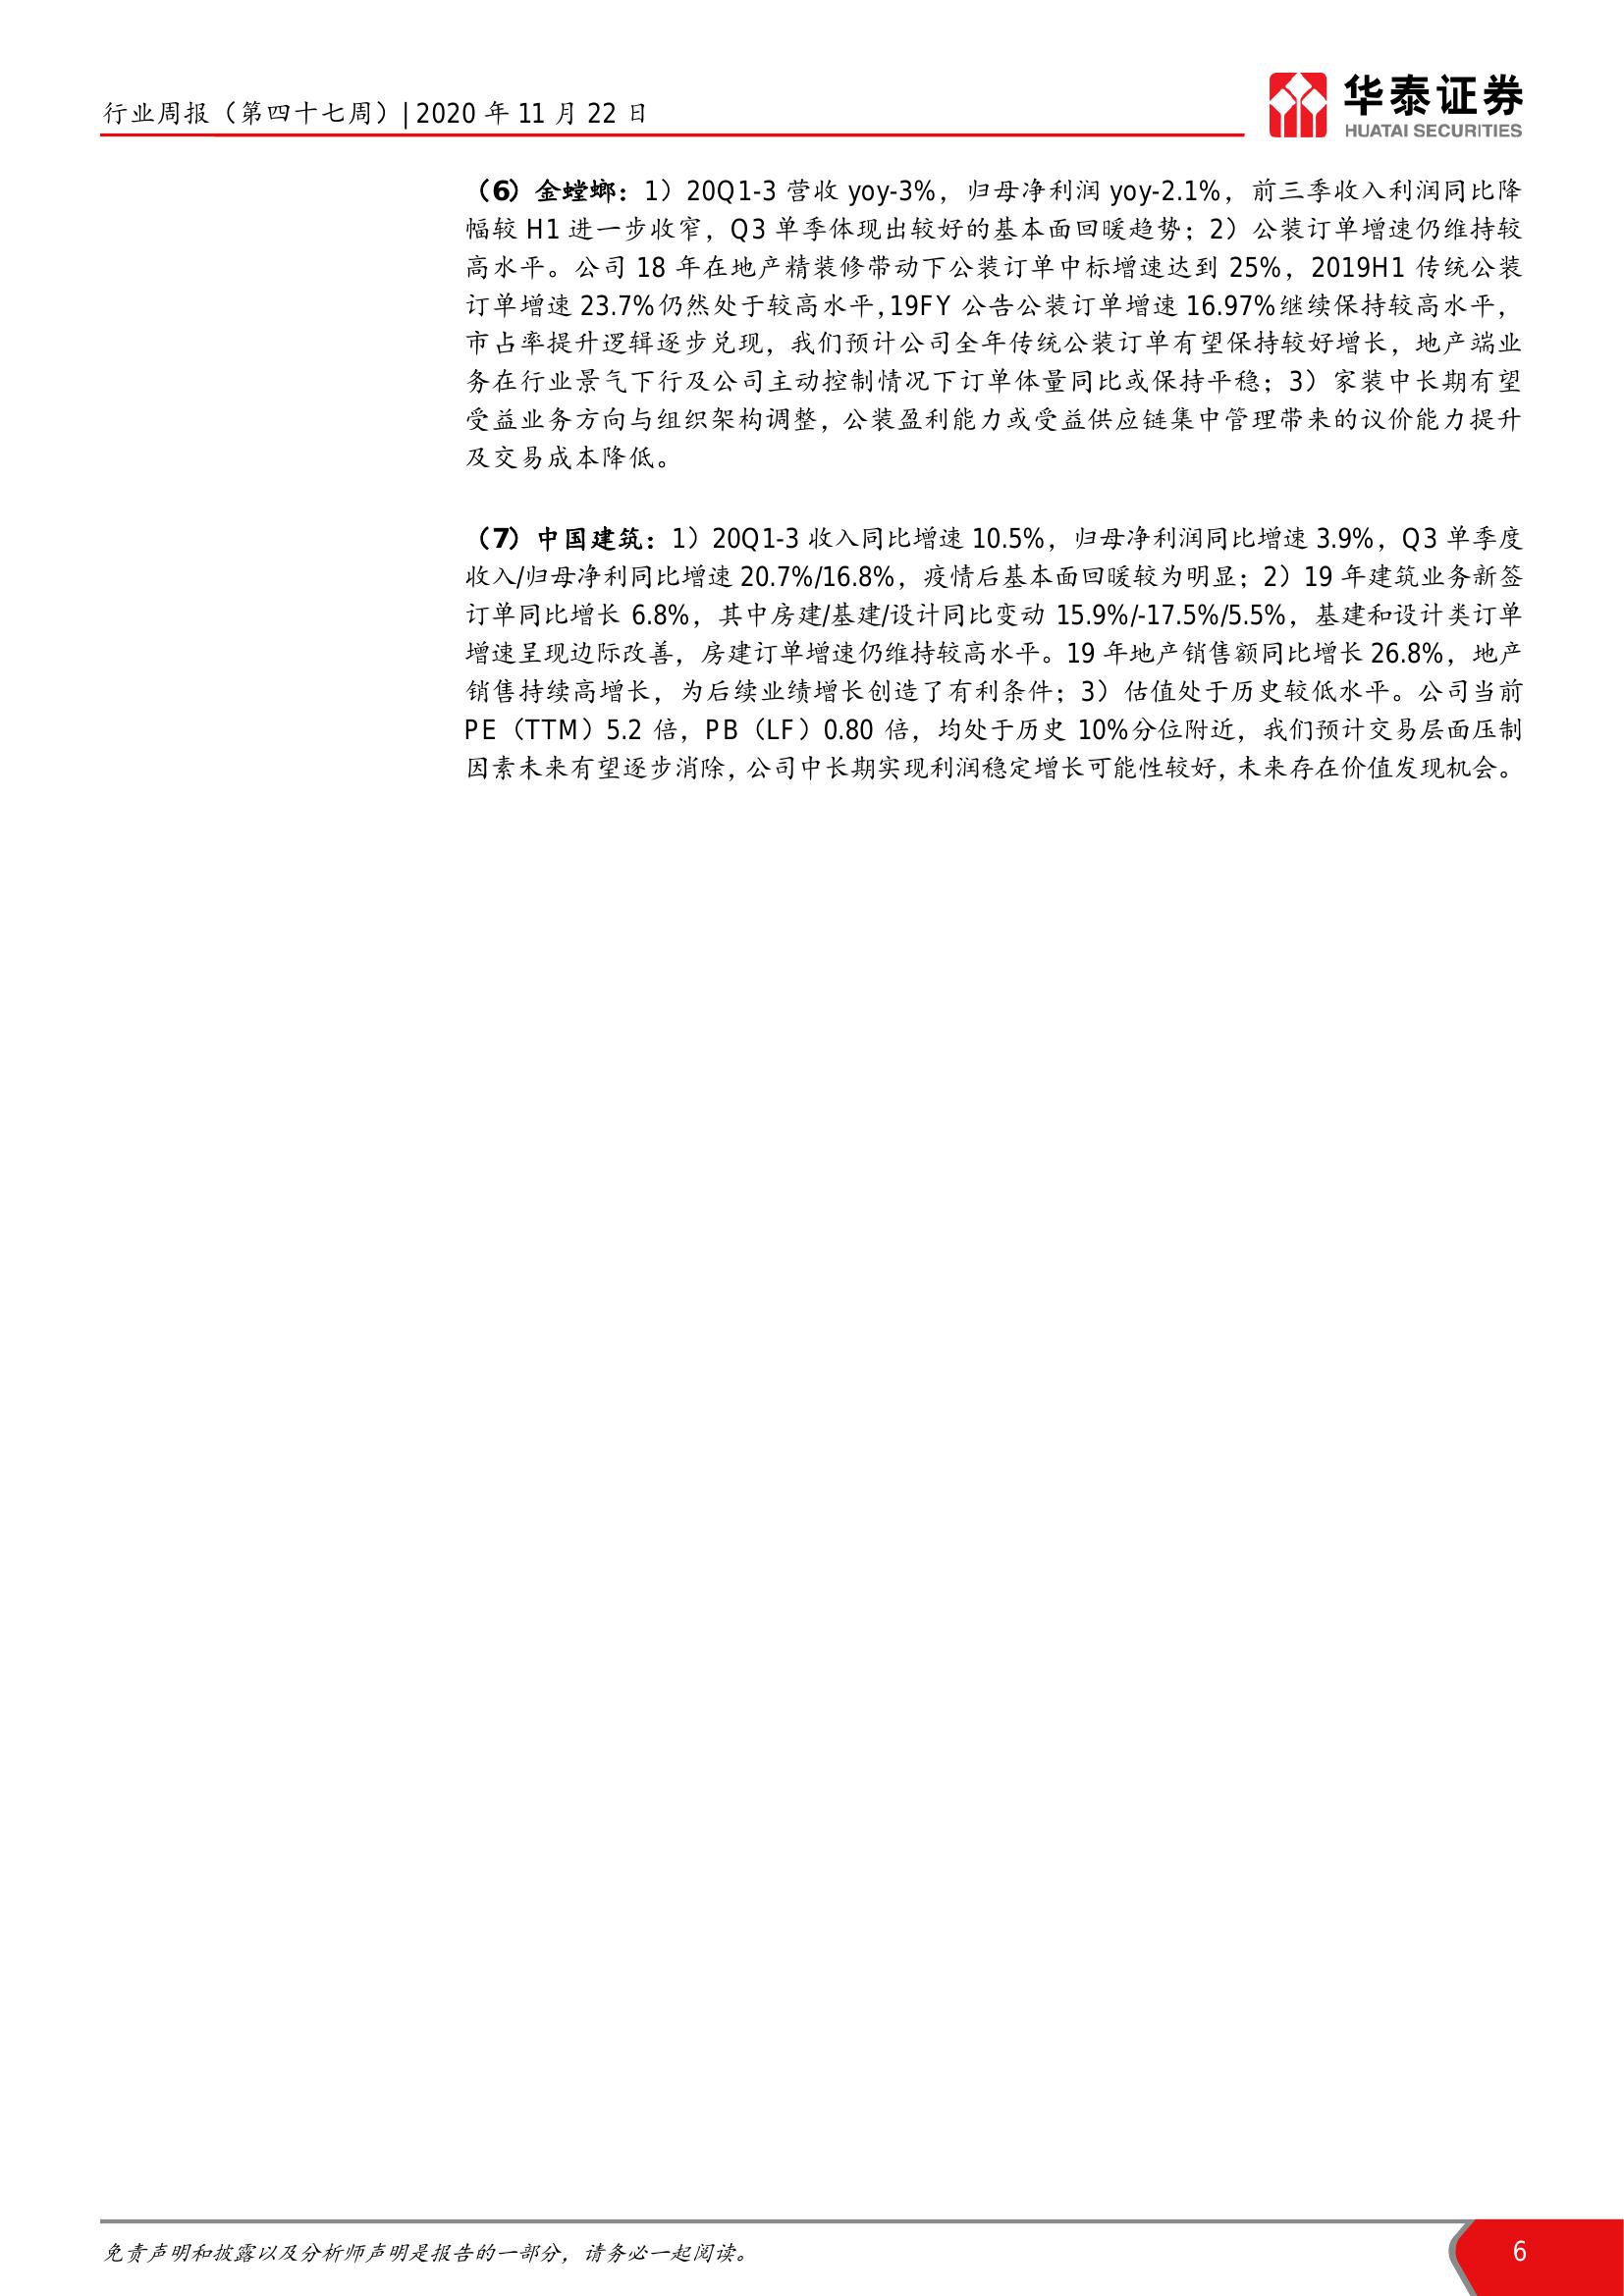 行业周报（第四十七周）| 2020 年 11 月 22 日
华泰证券
HUATAI SECURITIES
（6）金螳螂：1）20Q1-3 营收 yoy-3%，归母净利润 yoy-2.1%，前三季收入利润同比降
幅较 H1 进一步收窄，Q3 单季体现出较好的基本面回暖趋势；2）公装订单增速仍维持较
高水平。公司 18 年在地产精装修带动下公装订单中标增速达到 25%，2019H1 传统公装
订单增速 23.7%仍然处于较高水平，19FY 公告公装订单增速 16.97%继续保持较高水平，
市占率提升逻辑逐步兑现，我们预计公司全年传统公装订单有望保持较好增长，地产端业
务在行业景气下行及公司主动控制情况下订单体量同比或保持平稳；3）家装中长期有望
受益业务方向与组织架构调整，公装盈利能力或受益供应链集中管理带来的议价能力提升
及交易成本降低。
（7）中国建筑：1）20Q1-3 收入同比增速 10.5%，归母净利润同比增速 3.9%，Q3 单季度
收入/归母净利同比增速 20.7%/16.8%，疫情后基本面回暖较为明显；2）19 年建筑业务新签
订单同比增长 6.8%，其中房建/基建/设计同比变动 15.9%/-17.5%/5.5%，基建和设计类订单
增速呈现边际改善，房建订单增速仍维持较高水平。19 年地产销售额同比增长 26.8%，地产
销售持续高增长，为后续业绩增长创造了有利条件；3）估值处于历史较低水平。公司当前
PE（TTM）5.2 倍，PB（LF）0.80 倍，均处于历史 10%分位附近，我们预计交易层面压制
因素未来有望逐步消除，公司中长期实现利润稳定增长可能性较好，未来存在价值发现机会。
免责声明和披露以及分析师声明是报告的一部分，请务必一起阅读。
6